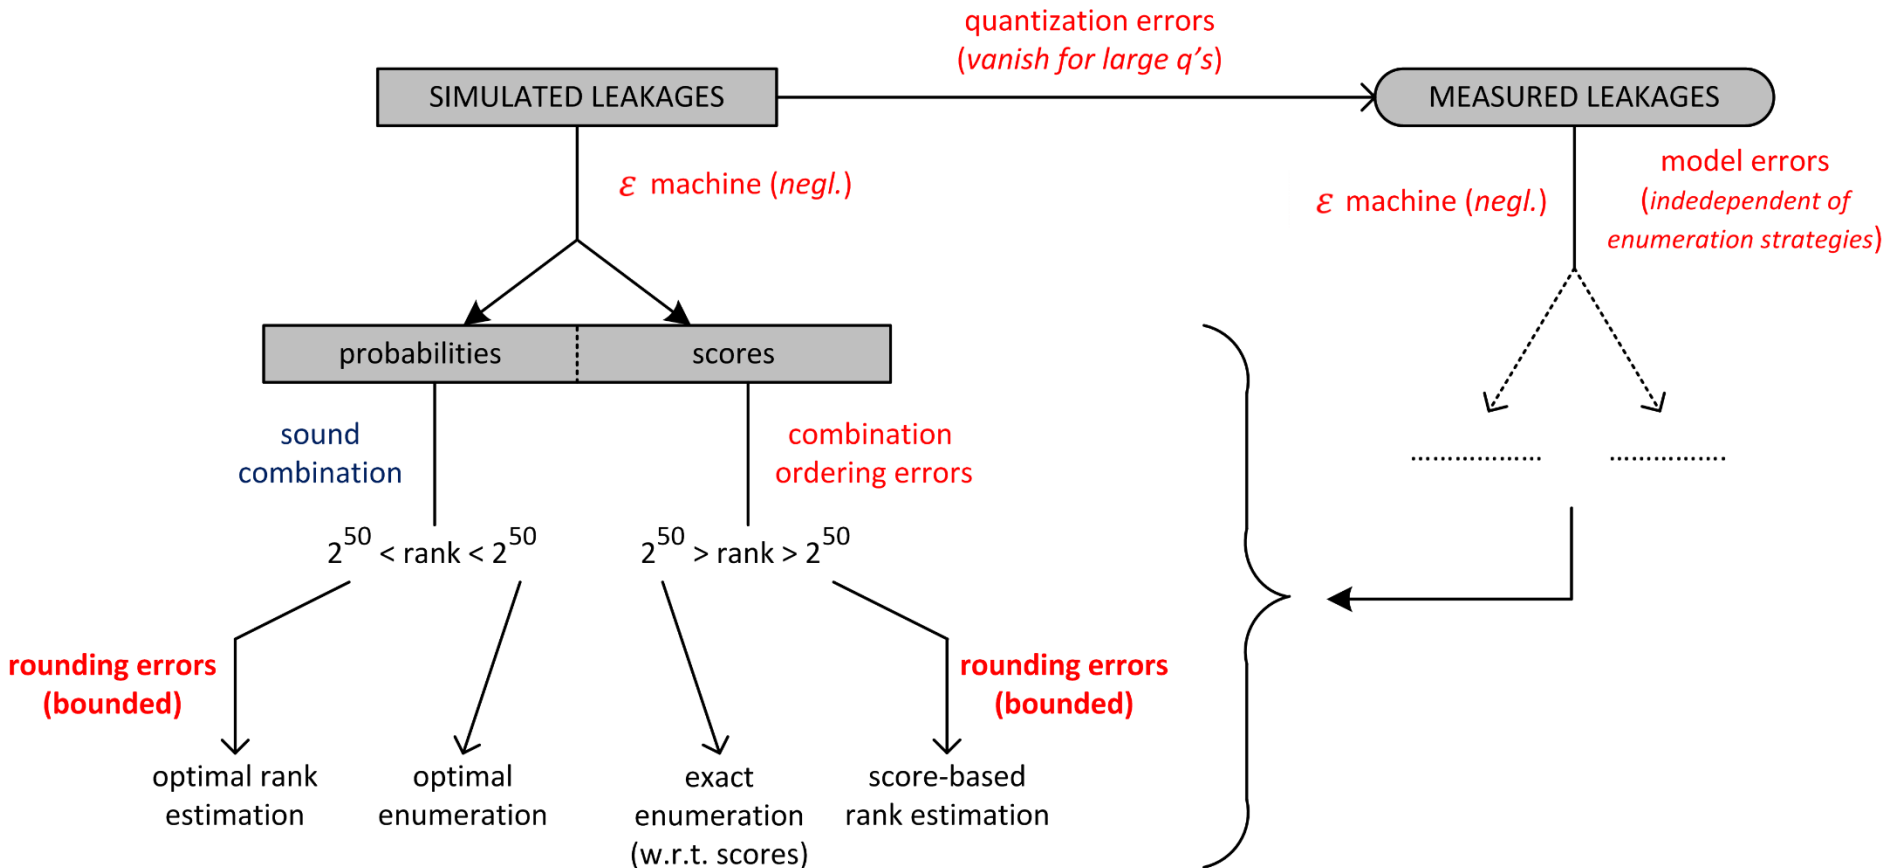 quantization errors
(vanish for large q's)
SIMULATED LEAKAGES
MEASURED LEAKAGES
ε machine (negl.)
ε machine (negl.)
model errors
(indedependent of
enumeration strategies)
probabilities
scores
sound
combination
combination
ordering errors
2^50 < rank < 2^50
2^50 > rank > 2^50
rounding errors
(bounded)
rounding errors
(bounded)
optimal rank
estimation
optimal
enumeration
exact
enumeration
(w.r.t. scores)
score-based
rank estimation